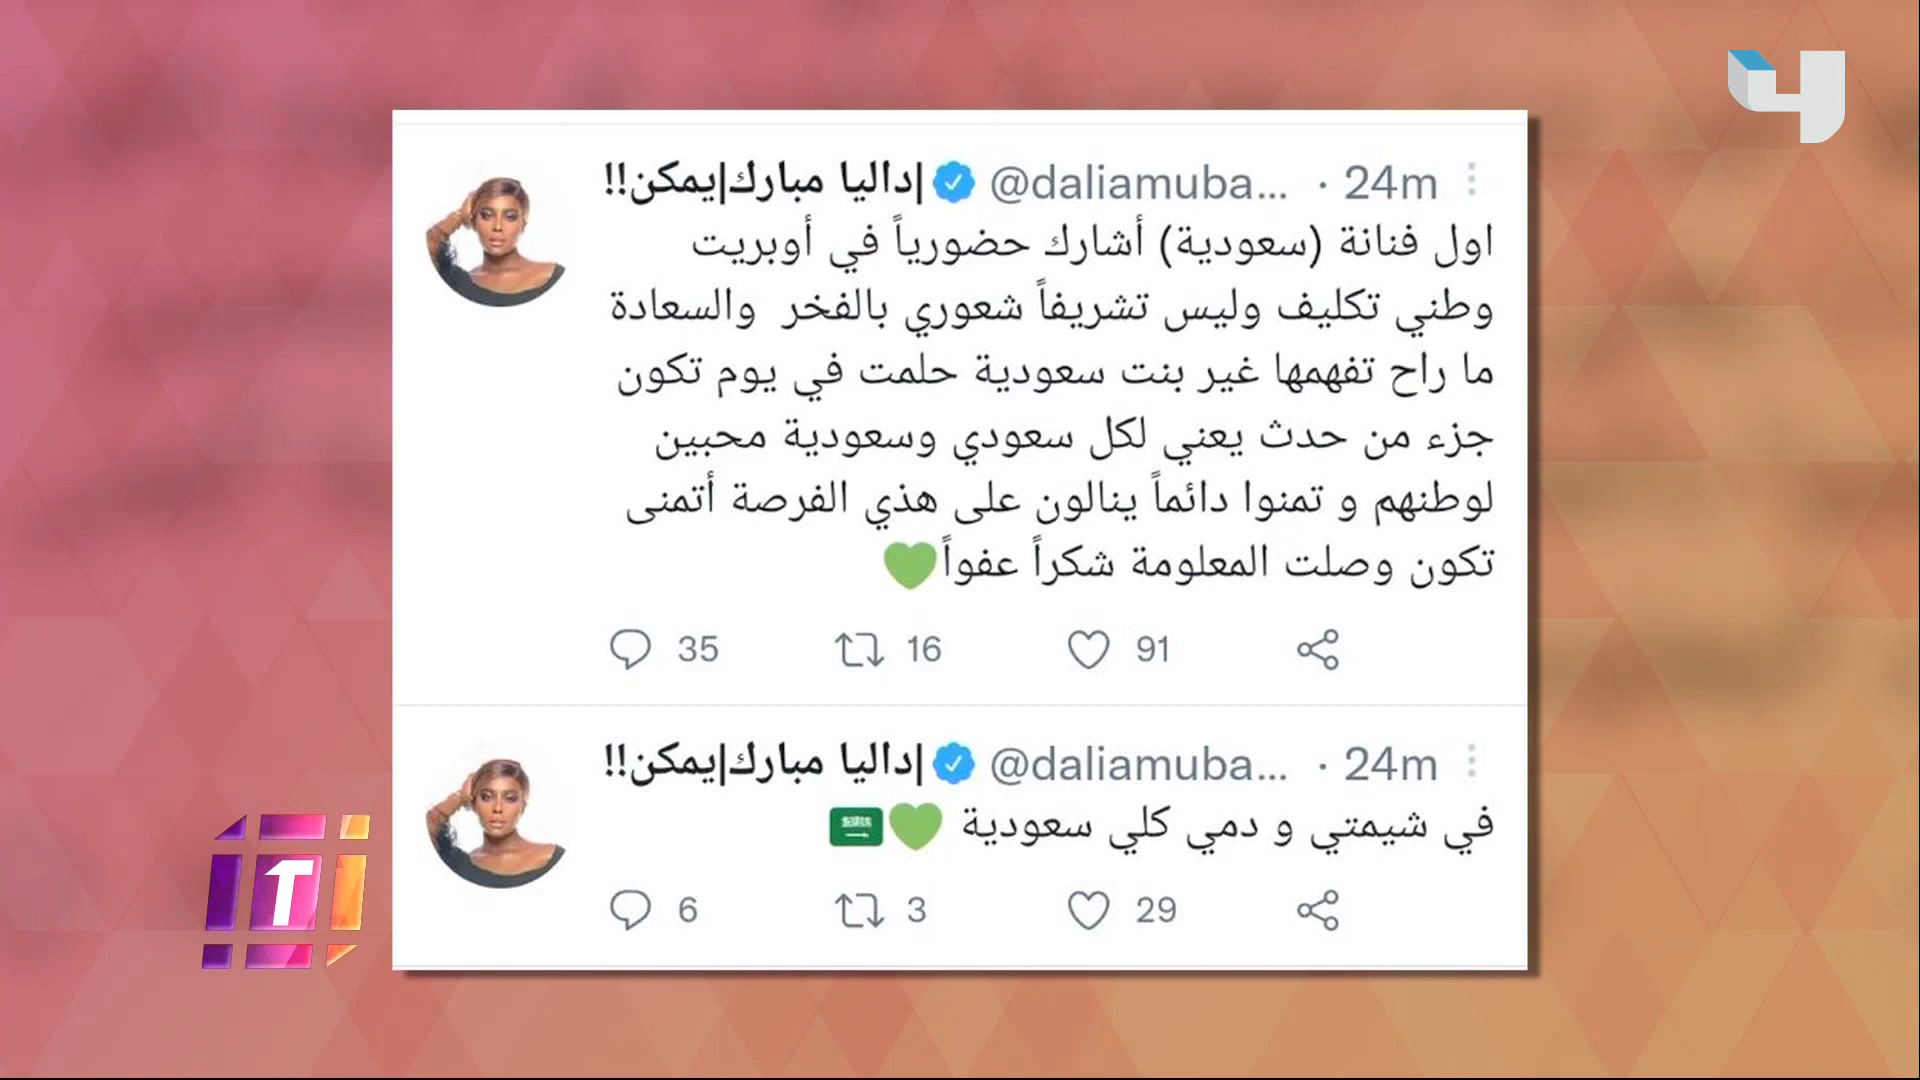 داليا مبارك|يمكن!!| @daliamuba... · 24m
اول فنانة (سعودية) أشارك حضورياً في أوبريت
وطني تكليف وليس تشريفاً شعوري بالفخر والسعادة
ما راح تفهمها غير بنت سعودية حلمت في يوم تكون
جزء من حدث يعني لكل سعودي وسعودية محبين
لوطنهم و تمنوا دائماً ينالون على هذي الفرصة أتمنى
تكون وصلت المعلومة شكراً عفواً💚
35 16 91
داليا مبارك|يمكن!!| @daliamuba... · 24m
في شيمتي و دمي كلي سعودية 💚🇸🇦
6 3 29
4
T